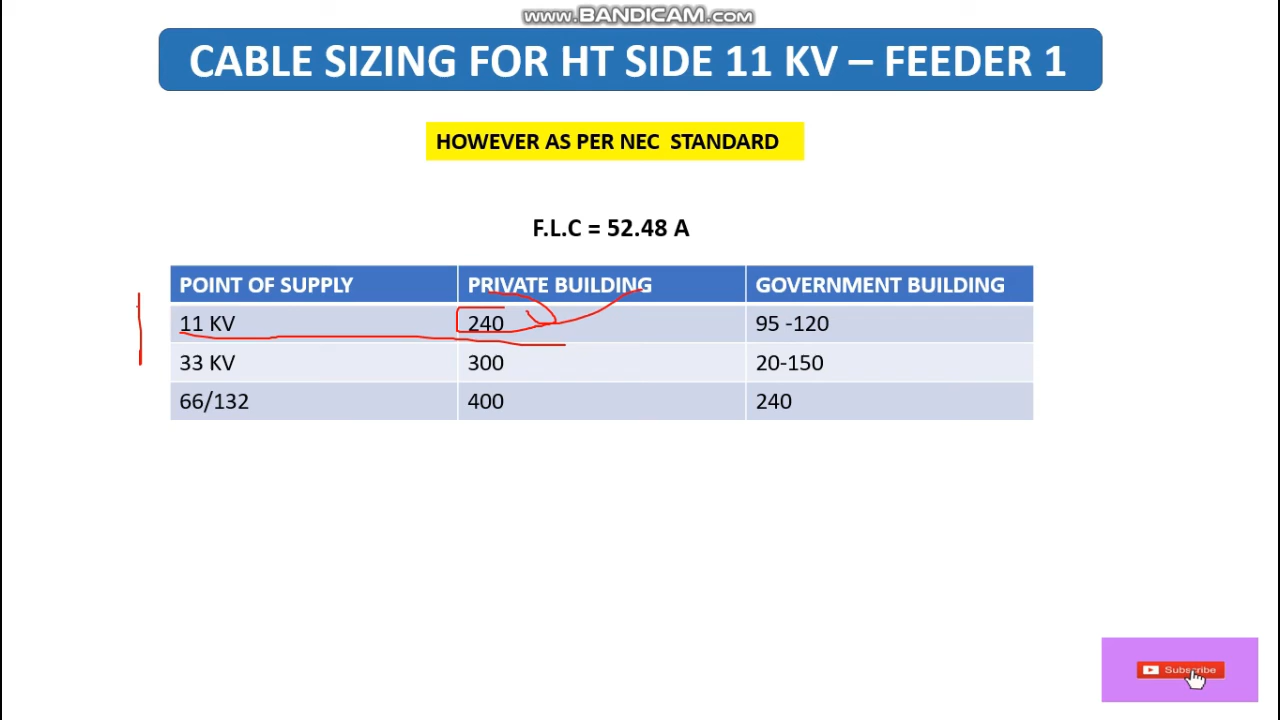 www.BANDICAM.com
CABLE SIZING FOR HT SIDE 11 KV – FEEDER 1
HOWEVER AS PER NEC STANDARD
F.L.C = 52.48 A
POINT OF SUPPLY PRIVATE BUILDING GOVERNMENT BUILDING
11 KV 240 95 -120
33 KV 300 20-150
66/132 400 240
Subscribe